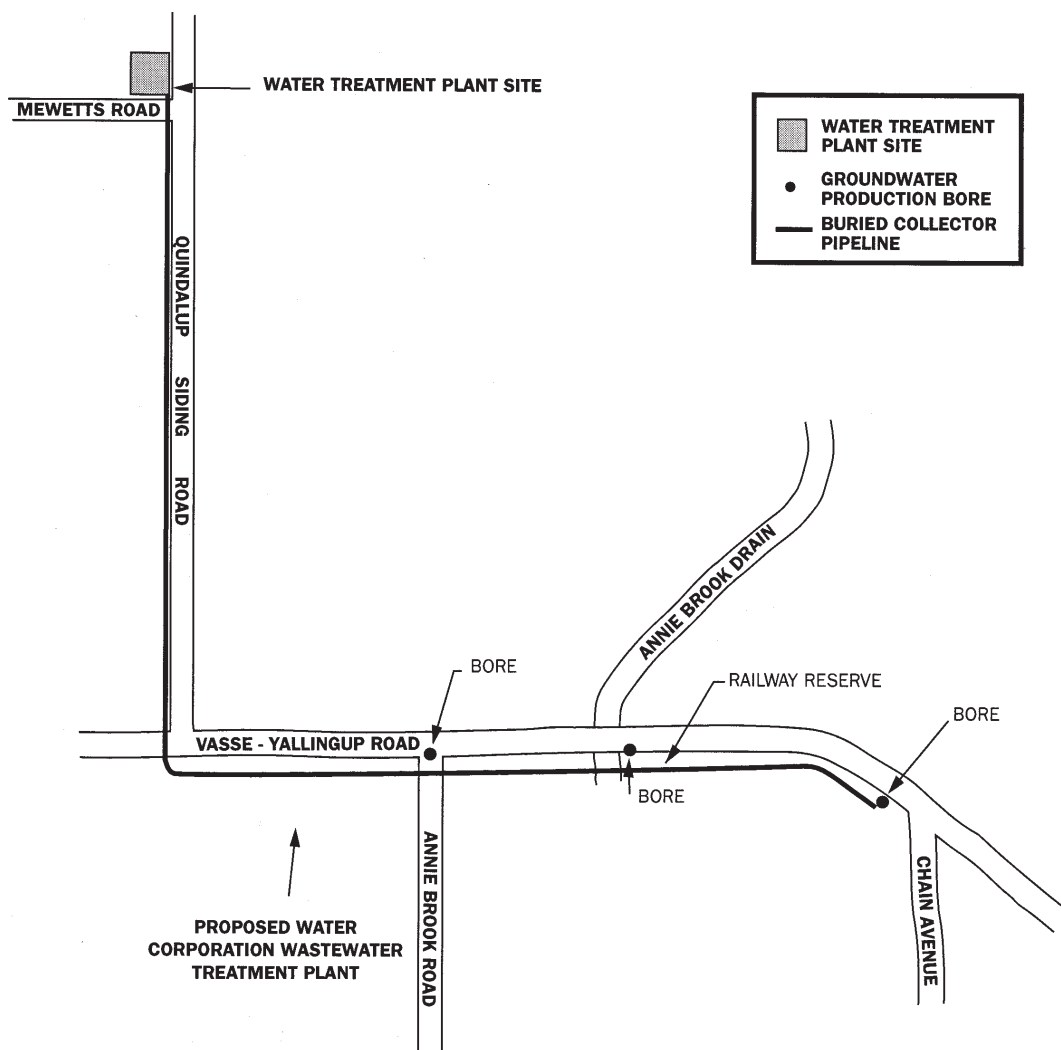 WATER TREATMENT PLANT SITE
MEWETTS ROAD
WATER TREATMENT
PLANT SITE
GROUNDWATER
PRODUCTION BORE
BURIED COLLECTOR
PIPELINE
QUINDALUP SIDING ROAD
ANNIE BROOK DRAIN
BORE
RAILWAY RESERVE
BORE
VASSE - YALLINGUP ROAD
BORE
ANNIE BROOK ROAD
CHAIN AVENUE
PROPOSED WATER
CORPORATION WASTEWATER
TREATMENT PLANT